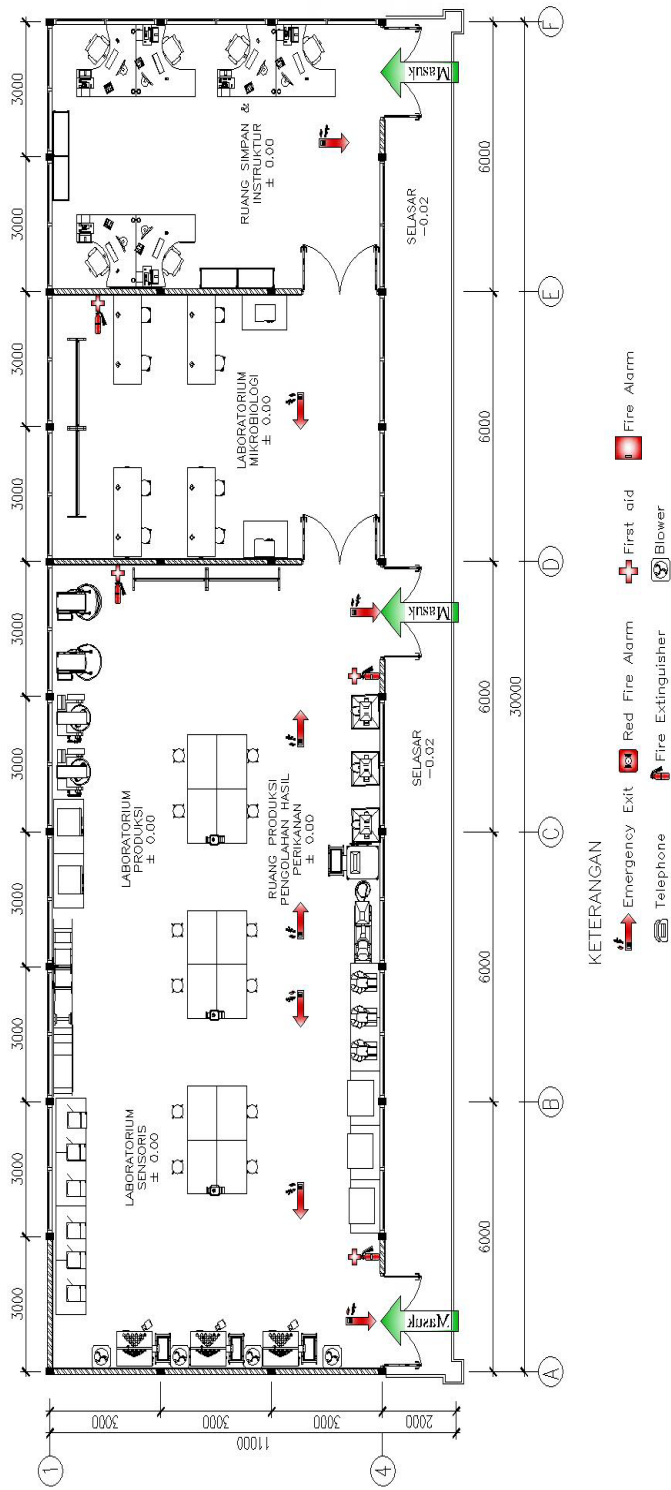 3000
3000
3000
3000
3000
3000
3000
3000
3000
3000
1
4
3000
3000
3000
2000
11000
LABORATORIUM
SENSORIS
± 0.00
LABORATORIUM
PRODUKSI
± 0.00
RUANG PRODUKSI
PENGOLAHAN HASIL
PERIKANAN
± 0.00
LABORATORIUM
MIKROBIOLOGI
± 0.00
RUANG SIMPAN &
INSTRUKTUR
± 0.00
Masuk
Masuk
Masuk
SELASAR
-0.02
SELASAR
-0.02
6000
6000
6000
6000
6000
30000
A
B
C
D
E
F
KETERANGAN
Emergency Exit
Red Fire Alarm
First aid
Fire Alarm
Telephone
Fire Extinguisher
Blower